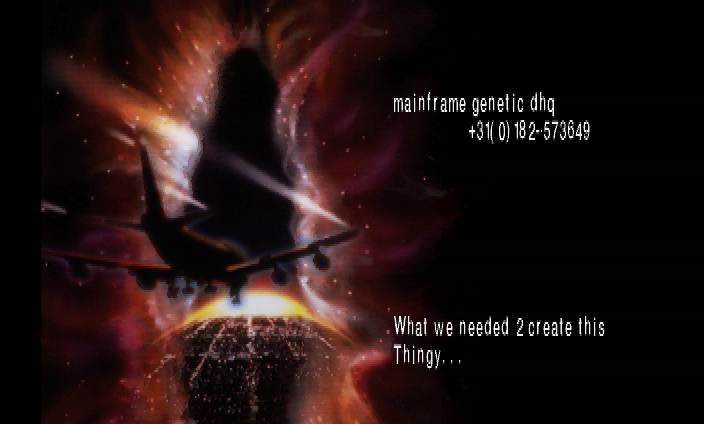 mainframe genetic dhq
+31(0)182-573649
What we needed 2 create this
Thingy...